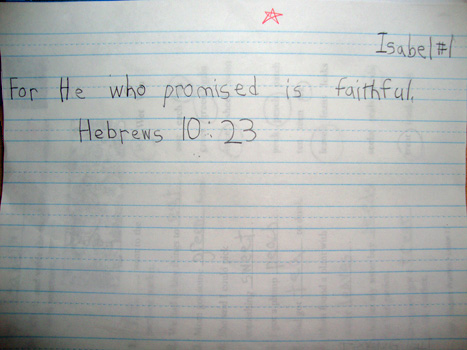 Isabel #1
For He who promised is faithful.
Hebrews 10:23